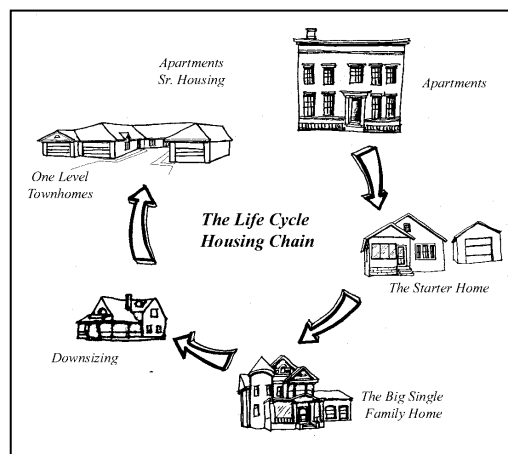 Apartments
Sr. Housing
Apartments
One Level
Townhomes
The Life Cycle
Housing Chain
The Starter Home
Downsizing
The Big Single
Family Home